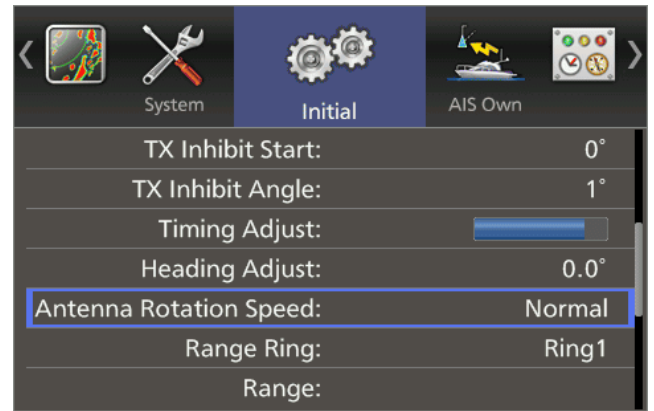 System
Initial
AIS Own
TX Inhibit Start: 0°
TX Inhibit Angle: 1°
Timing Adjust:
Heading Adjust: 0.0°
Antenna Rotation Speed: Normal
Range Ring: Ring1
Range: